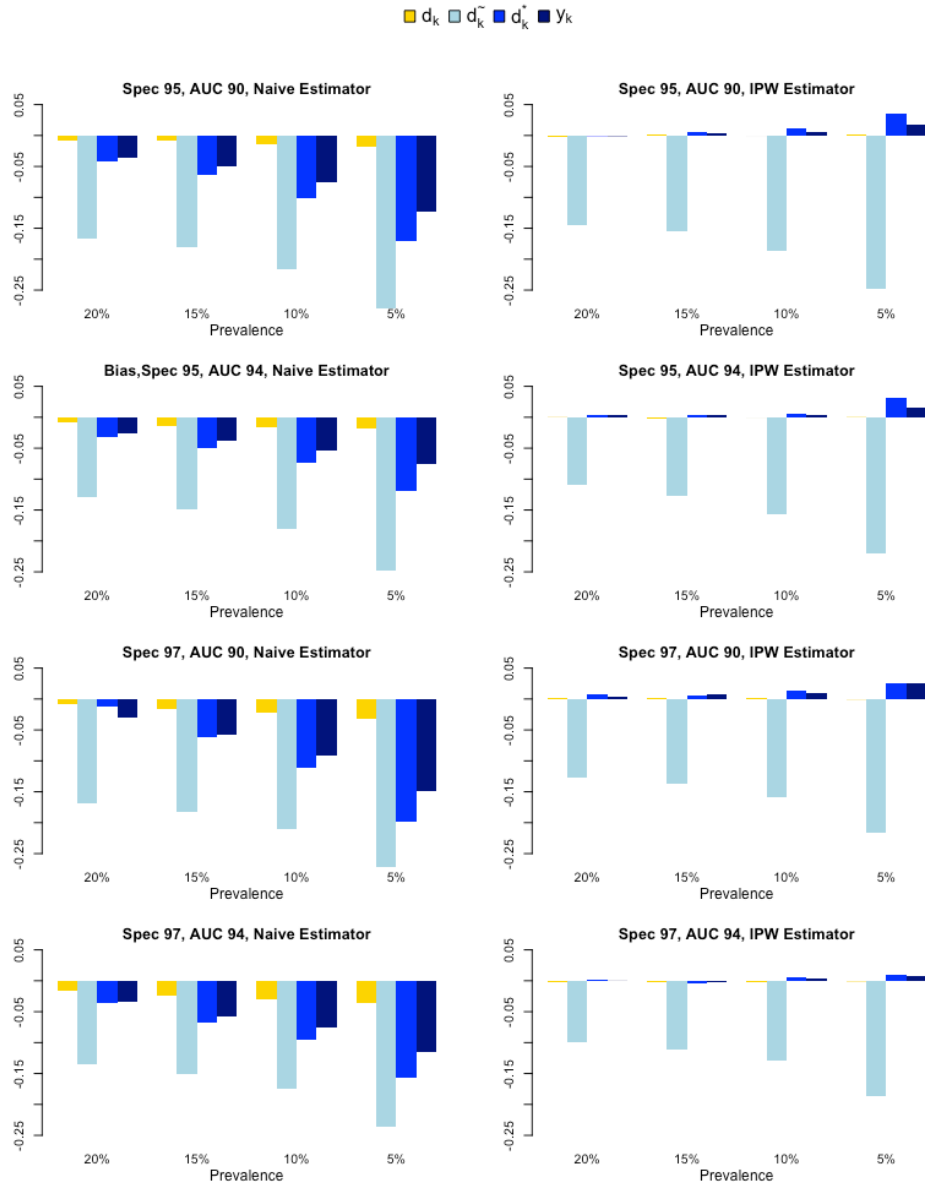 d_k d̃_k d*_k y_k
Spec 95, AUC 90, Naive Estimator
0.05
-0.05
-0.15
-0.25
20% 15% 10% 5%
Prevalence
Spec 95, AUC 90, IPW Estimator
0.05
-0.05
-0.15
-0.25
20% 15% 10% 5%
Prevalence
Bias,Spec 95, AUC 94, Naive Estimator
0.05
-0.05
-0.15
-0.25
20% 15% 10% 5%
Prevalence
Spec 95, AUC 94, IPW Estimator
0.05
-0.05
-0.15
-0.25
20% 15% 10% 5%
Prevalence
Spec 97, AUC 90, Naive Estimator
0.05
-0.05
-0.15
-0.25
20% 15% 10% 5%
Prevalence
Spec 97, AUC 90, IPW Estimator
0.05
-0.05
-0.15
-0.25
20% 15% 10% 5%
Prevalence
Spec 97, AUC 94, Naive Estimator
0.05
-0.05
-0.15
-0.25
20% 15% 10% 5%
Prevalence
Spec 97, AUC 94, IPW Estimator
0.05
-0.05
-0.15
-0.25
20% 15% 10% 5%
Prevalence